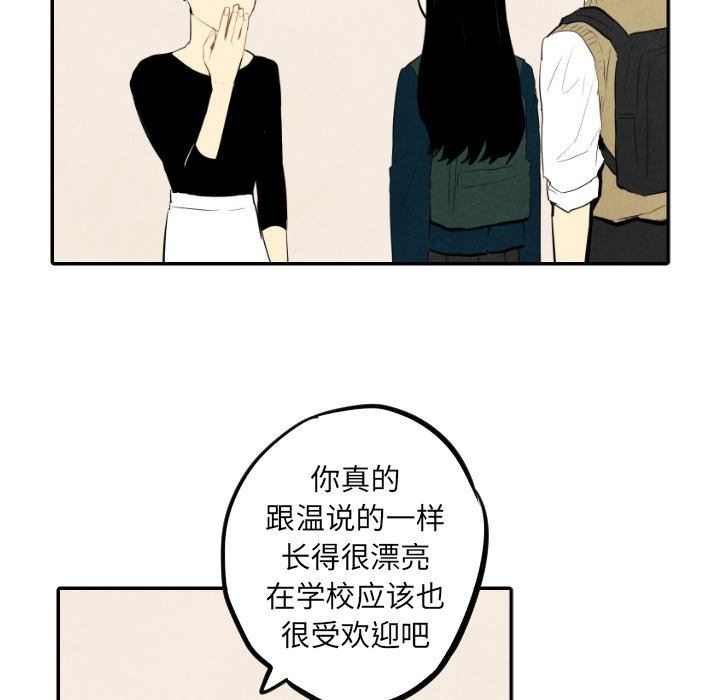 你真的
跟温说的一样
长得很漂亮
在学校应该也
很受欢迎吧